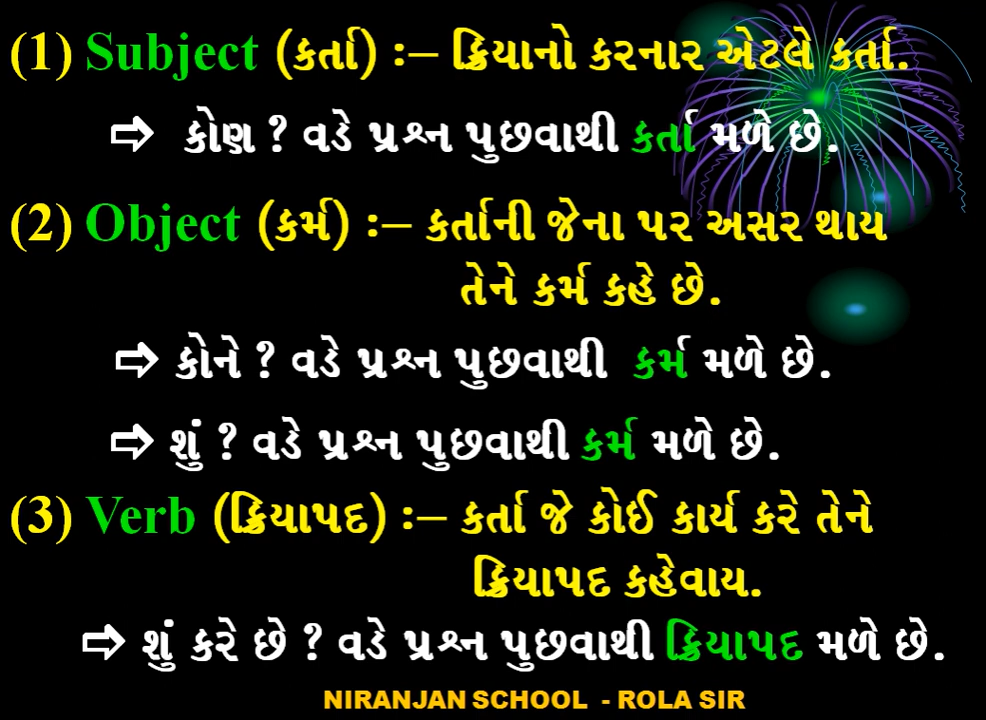 (1) Subject (કર્તા) :– ક્રિયાનો કરનાર એટલે કર્તા.
⇨ કોણ ? વડે પ્રશ્ન પુછવાથી કર્તા મળે છે.
(2) Object (કર્મ) :– કર્તાની જેના પર અસર થાય
તેને કર્મ કહે છે.
⇨ કોને ? વડે પ્રશ્ન પુછવાથી કર્મ મળે છે.
⇨ શું ? વડે પ્રશ્ન પુછવાથી કર્મ મળે છે.
(3) Verb (ક્રિયાપદ) :– કર્તા જે કોઈ કાર્ય કરે તેને
ક્રિયાપદ કહેવાય.
⇨ શું કરે છે ? વડે પ્રશ્ન પુછવાથી ક્રિયાપદ મળે છે.
NIRANJAN SCHOOL - ROLA SIR